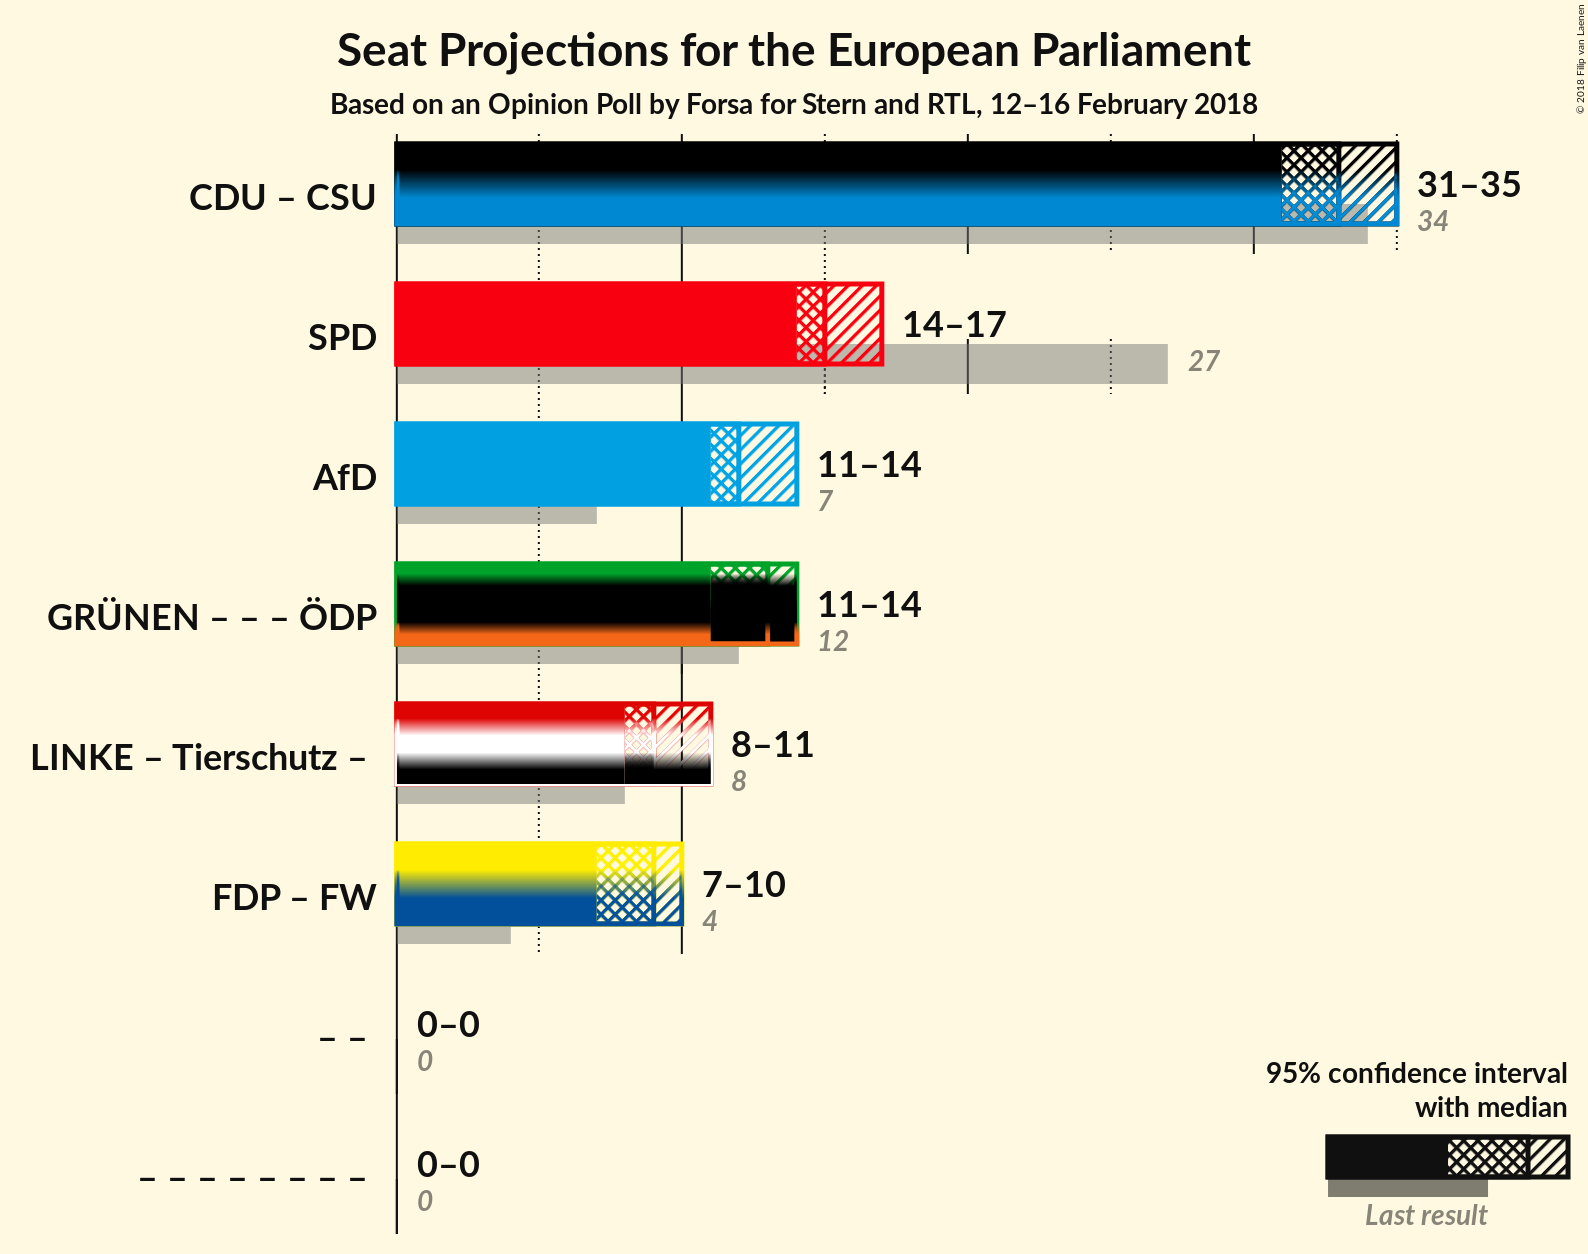 Seat Projections for the European Parliament
Based on an Opinion Poll by Forsa for Stern and RTL, 12–16 February 2018
© 2018 Filip van Laenen
CDU – CSU
31–35
34
SPD
14–17
27
AfD
11–14
7
GRÜNEN – – – ÖDP
11–14
12
LINKE – Tierschutz –
8–11
8
FDP – FW
7–10
4
– –
0–0
0
– – – – – – – –
0–0
0
95% confidence interval
with median
Last result